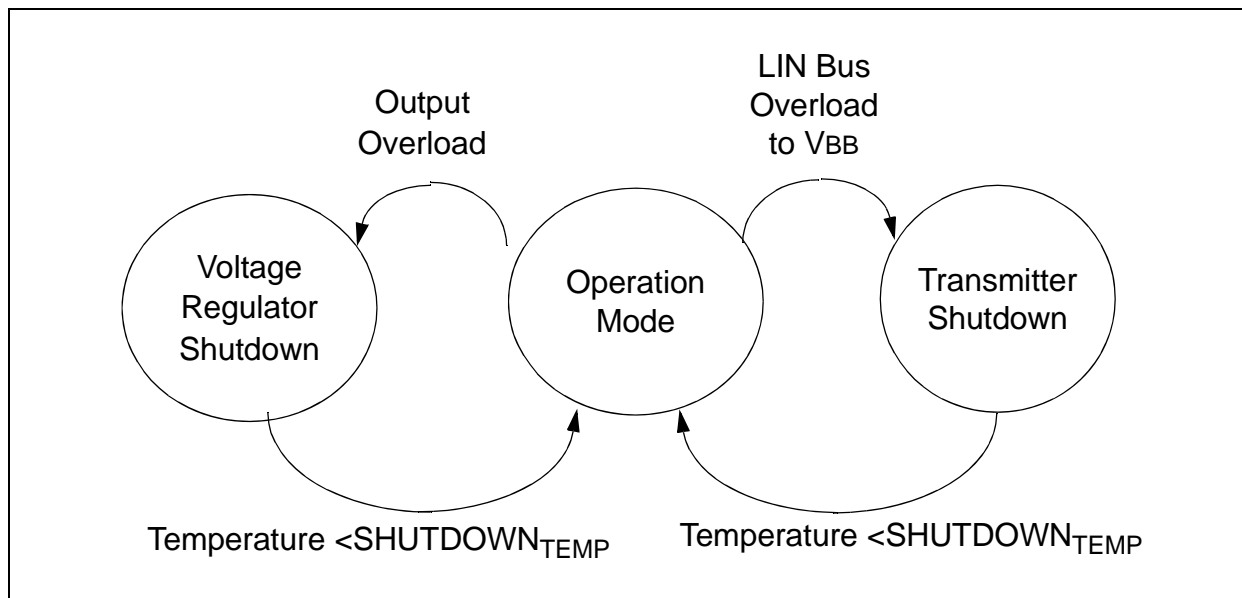 Output
Overload
LIN Bus
Overload
to VBB
Voltage
Regulator
Shutdown
Operation
Mode
Transmitter
Shutdown
Temperature <SHUTDOWNTEMP
Temperature <SHUTDOWNTEMP